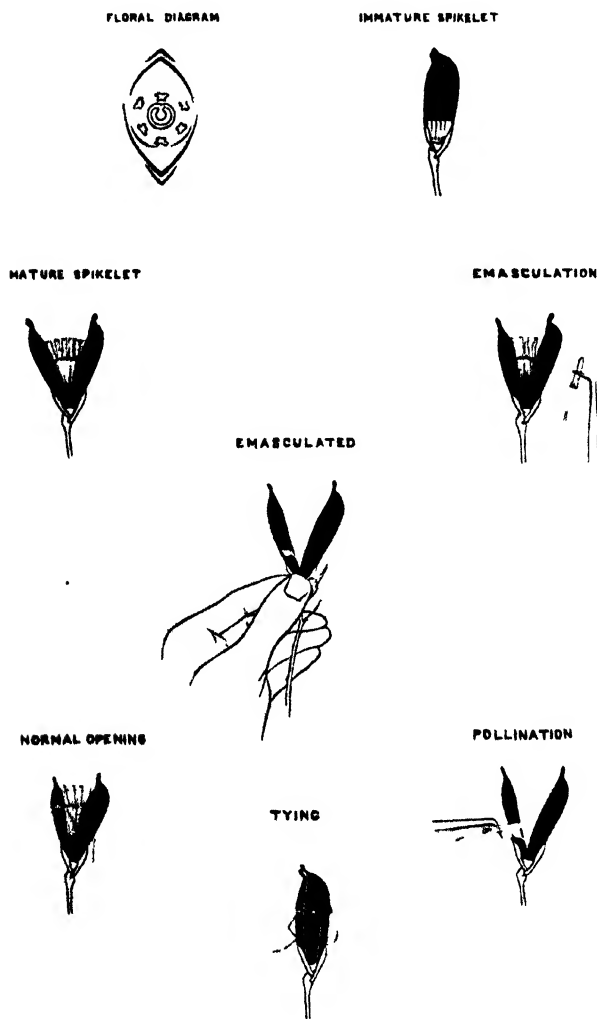 FLORAL DIAGRAM
IMMATURE SPIKELET
MATURE SPIKELET
EMASCULATION
EMASCULATED
NORMAL OPENING
POLLINATION
TYING